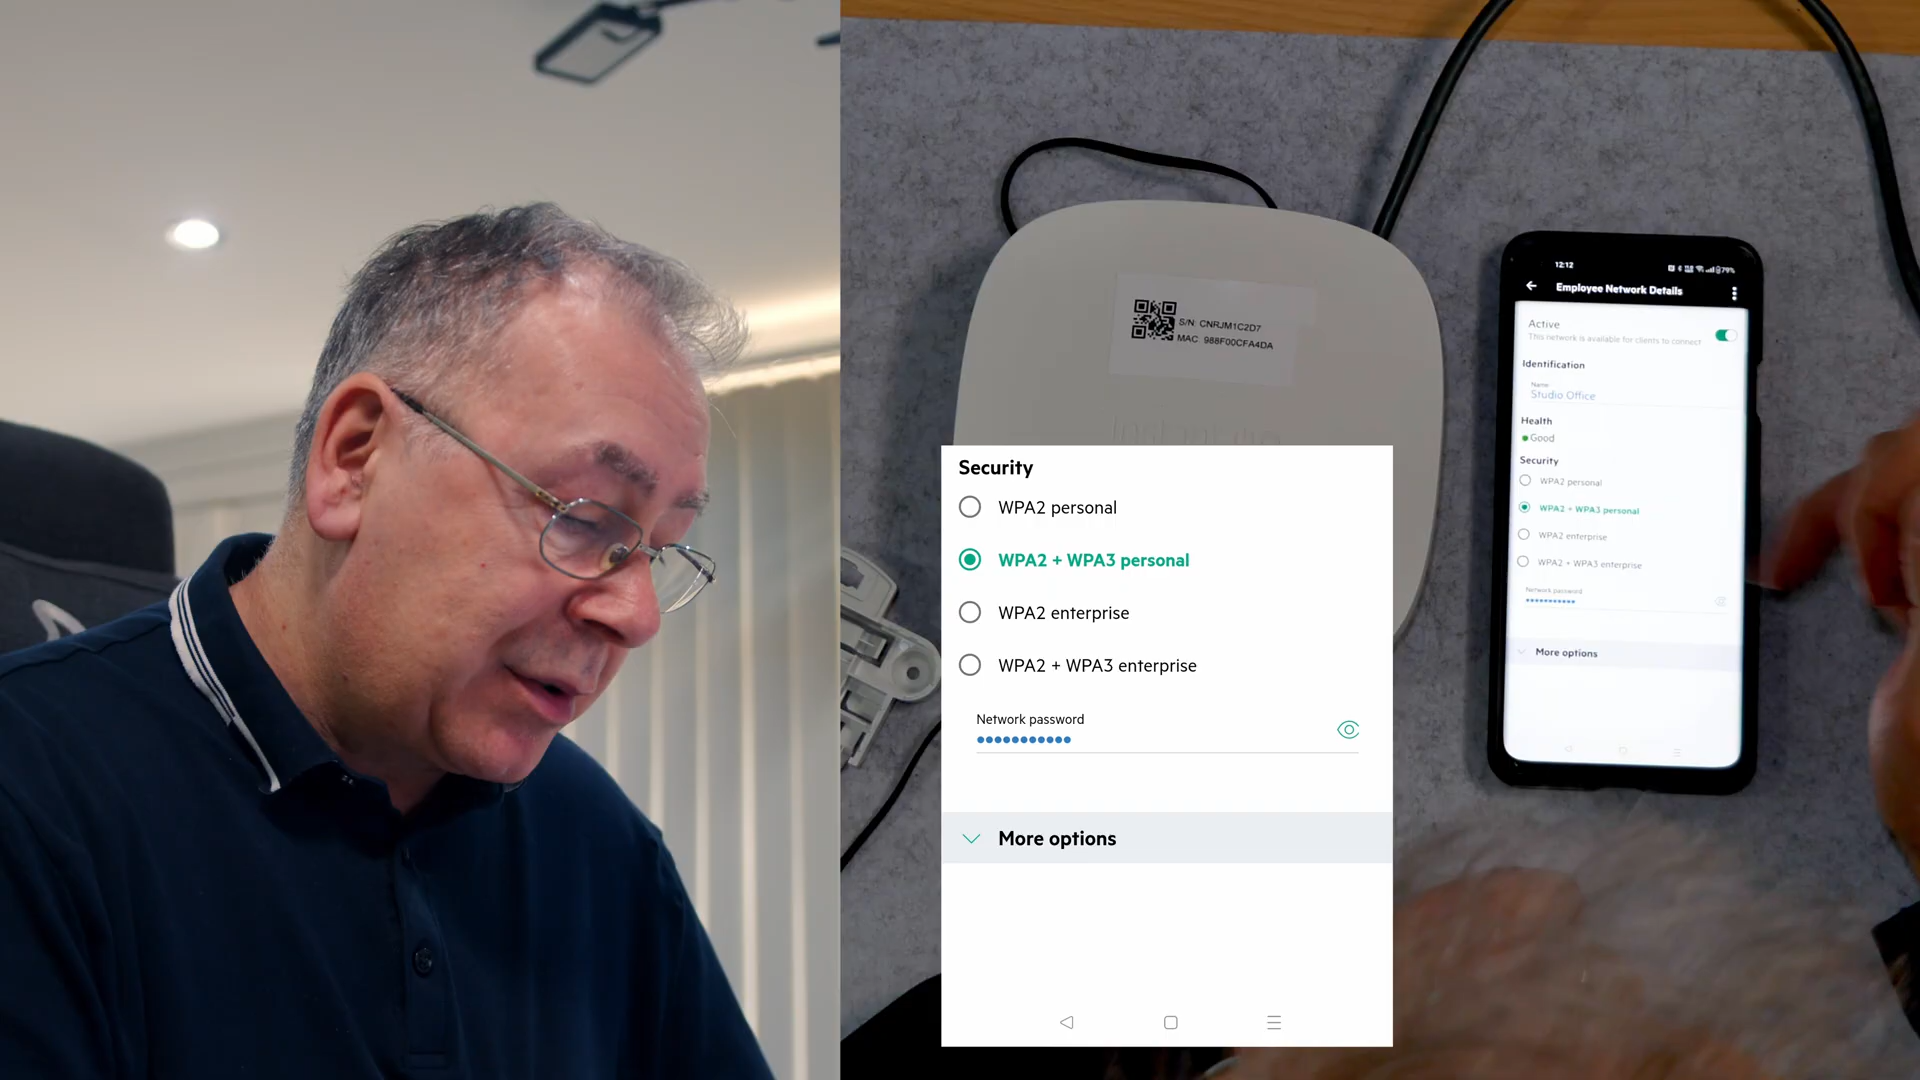 S/N: CNRJM1C2D7
MAC: 988F00CFA4DA
Security
WPA2 personal
WPA2 + WPA3 personal
WPA2 enterprise
WPA2 + WPA3 enterprise
Network password
More options
12:12
79%
Employee Network Details
Active
This network is available for clients to connect
Identification
Name
Studio Office
Health
Good
Security
WPA2 personal
WPA2 + WPA3 personal
WPA2 enterprise
WPA2 + WPA3 enterprise
Network password
More options